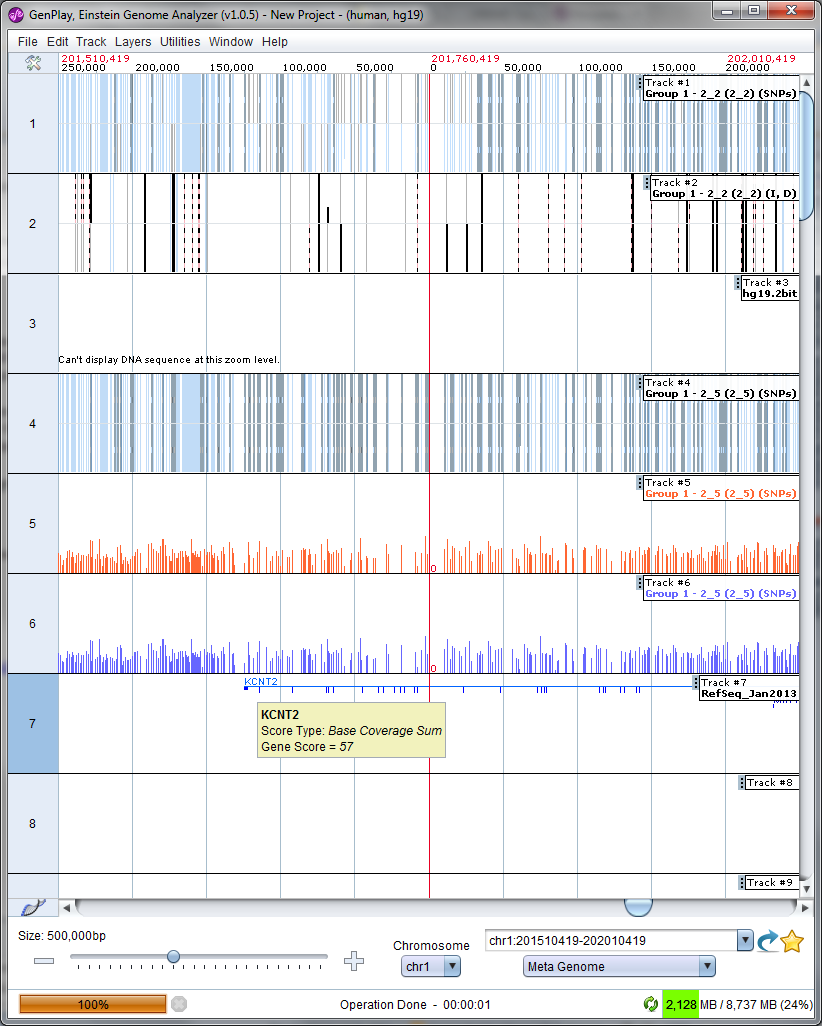 GenPlay, Einstein Genome Analyzer (v1.0.5) - New Project - (human, hg19)
File Edit Track Layers Utilities Window Help
201,510,419 201,760,419 202,010,419
250,000 200,000 150,000 100,000 50,000 0 50,000 100,000 150,000 200,000
Track #1
Group 1 - 2_2 (2_2) (SNPs)
1
Track #2
Group 1 - 2_2 (2_2) (I, D)
2
Track #3
hg19.2bit
3
Can't display DNA sequence at this zoom level.
Track #4
Group 1 - 2_5 (2_5) (SNPs)
4
Track #5
Group 1 - 2_5 (2_5) (SNPs)
5
0
Track #6
Group 1 - 2_5 (2_5) (SNPs)
6
0
KCNT2
Track #7
RefSeq_Jan2013
7
KCNT2
Score Type: Base Coverage Sum
Gene Score = 57
Track #8
8
Track #9
Size: 500,000bp
Chromosome
chr1:201510419-202010419
chr1
Meta Genome
100%
Operation Done - 00:00:01
2,128 MB / 8,737 MB (24%)